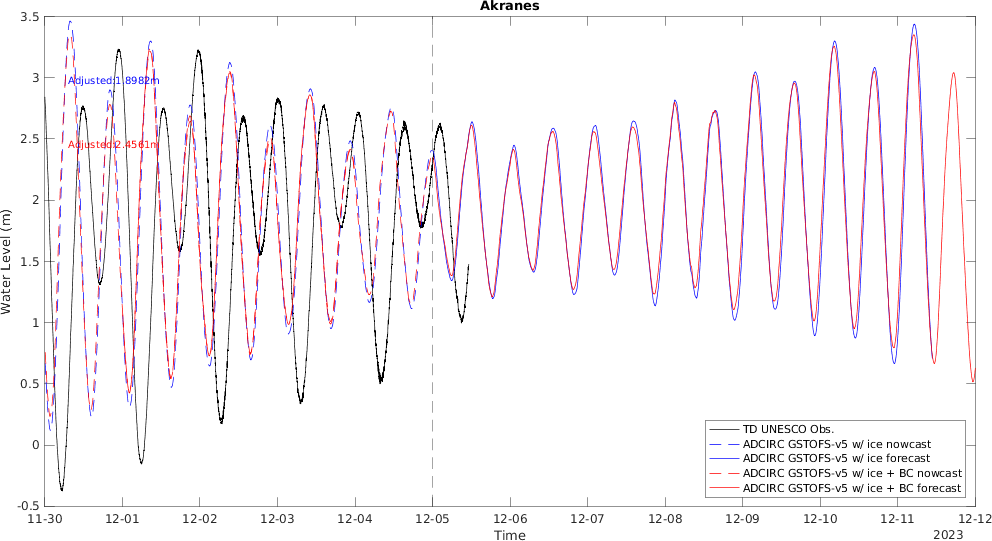 Akranes
3.5
3
2.5
2
1.5
1
0.5
0
-0.5
Water Level (m)
Adjusted:1.8982m
Adjusted:2.4561m
TD UNESCO Obs.
ADCIRC GSTOFS-v5 w/ ice nowcast
ADCIRC GSTOFS-v5 w/ ice forecast
ADCIRC GSTOFS-v5 w/ ice + BC nowcast
ADCIRC GSTOFS-v5 w/ ice + BC forecast
11-30 12-01 12-02 12-03 12-04 12-05 12-06 12-07 12-08 12-09 12-10 12-11 12-12
Time
2023